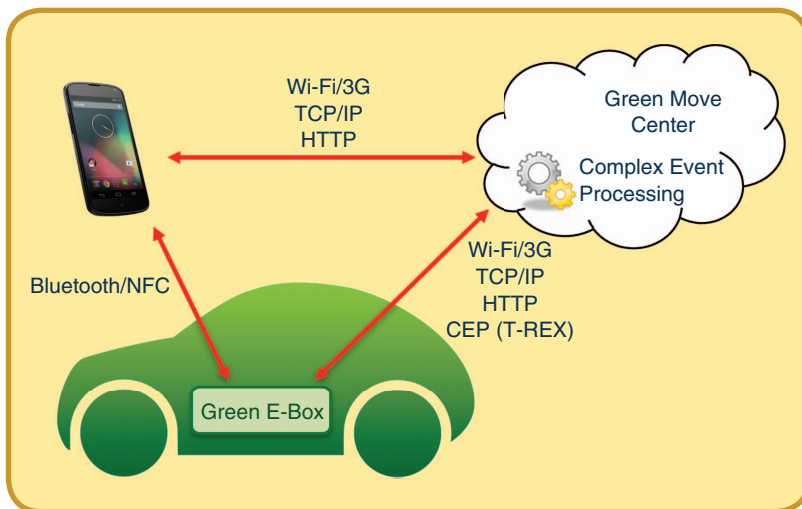 Wi-Fi/3G
TCP/IP
HTTP
Green Move
Center
Complex Event
Processing
Bluetooth/NFC
Wi-Fi/3G
TCP/IP
HTTP
CEP (T-REX)
Green E-Box